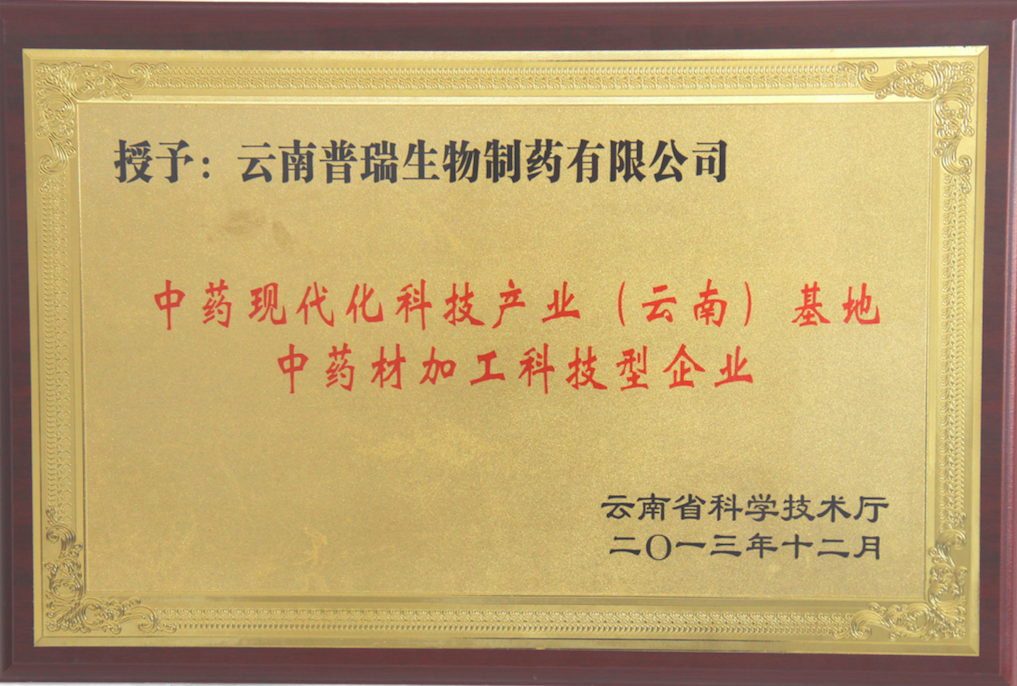 授予：云南普瑞生物制药有限公司
中药现代化科技产业（云南）基地
中药材加工科技型企业
云南省科学技术厅
二〇一三年十二月